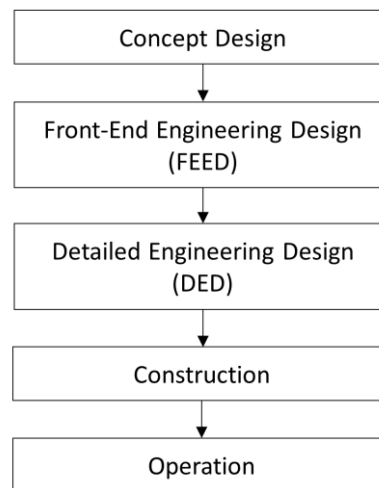 Concept Design
Front-End Engineering Design
(FEED)
Detailed Engineering Design
(DED)
Construction
Operation